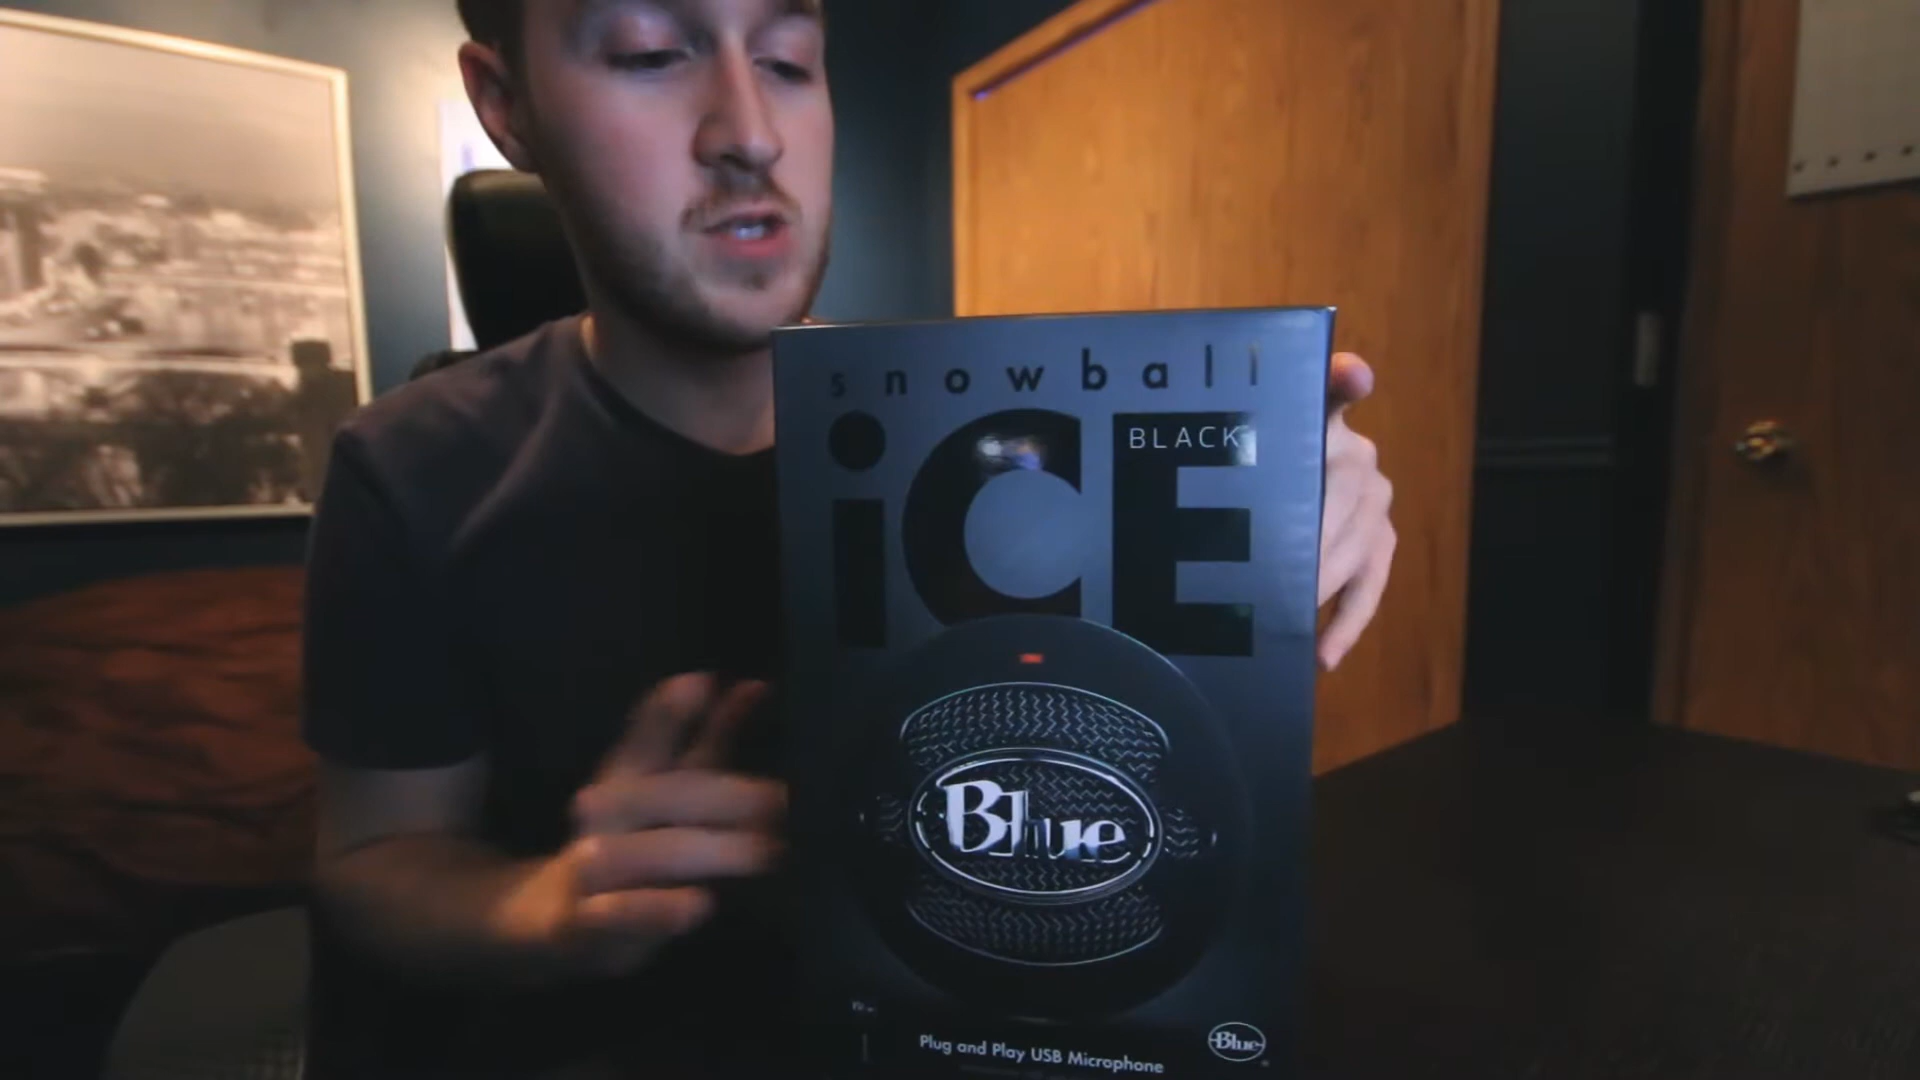 snowball
iCE
BLACK
Blue
Plug and Play USB Microphone
Blue